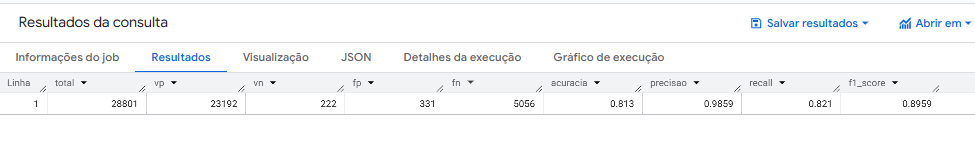 Resultados da consulta
Salvar resultados
Abrir em
Informações do job Resultados Visualização JSON Detalhes da execução Gráfico de execução
Linha total vp vn fp fn acuracia precisao recall f1_score
1 28801 23192 222 331 5056 0.813 0.9859 0.821 0.8959